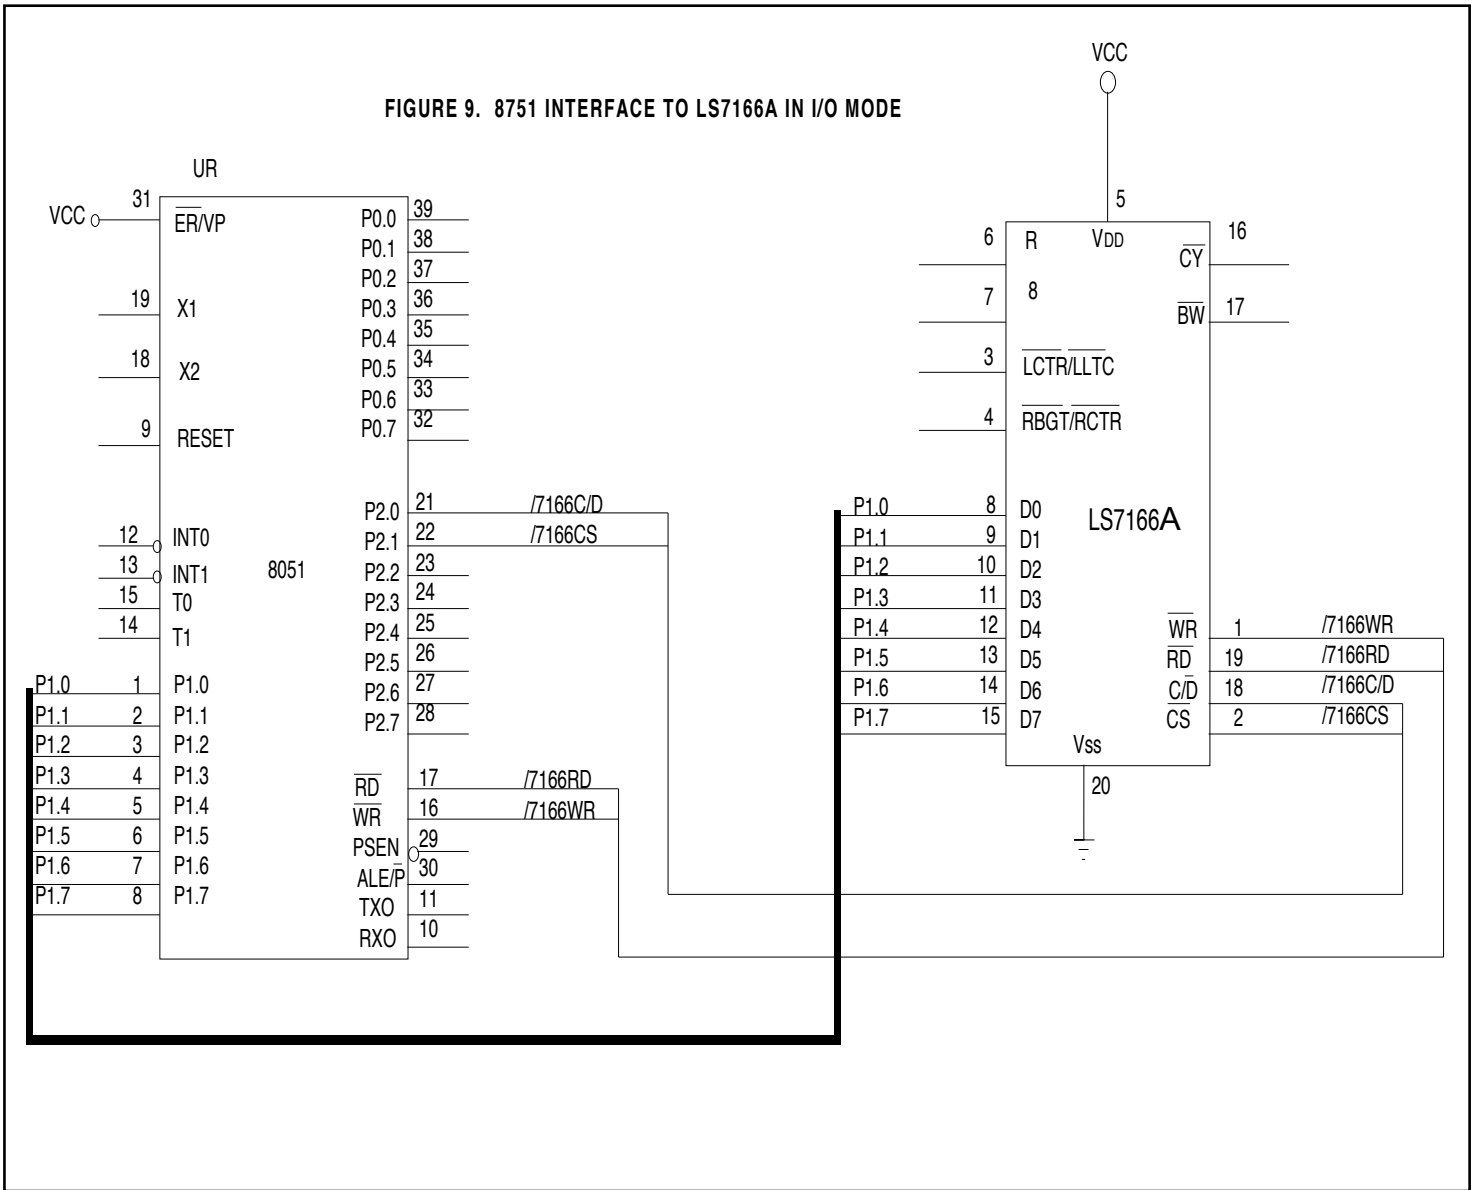 VCC
FIGURE 9. 8751 INTERFACE TO LS7166A IN I/O MODE
UR
VCC
31
ER/VP
19
X1
18
X2
9
RESET
12
INT0
13
INT1
15
T0
14
T1
8051
P1.0 1 P1.0
P1.1 2 P1.1
P1.2 3 P1.2
P1.3 4 P1.3
P1.4 5 P1.4
P1.5 6 P1.5
P1.6 7 P1.6
P1.7 8 P1.7
P0.0 39
P0.1 38
P0.2 37
P0.3 36
P0.4 35
P0.5 34
P0.6 33
P0.7 32
P2.0 21 /7166C/D
P2.1 22 /7166CS
P2.2 23
P2.3 24
P2.4 25
P2.5 26
P2.6 27
P2.7 28
RD 17 /7166RD
WR 16 /7166WR
PSEN 29
ALE/P 30
TXO 11
RXO 10
5
VDD
6 R
7 8
3 LCTR/LLTC
4 RBGT/RCTR
CY 16
BW 17
LS7166A
P1.0 8 D0
P1.1 9 D1
P1.2 10 D2
P1.3 11 D3
P1.4 12 D4
P1.5 13 D5
P1.6 14 D6
P1.7 15 D7
WR 1 /7166WR
RD 19 /7166RD
C/D 18 /7166C/D
CS 2 /7166CS
Vss
20